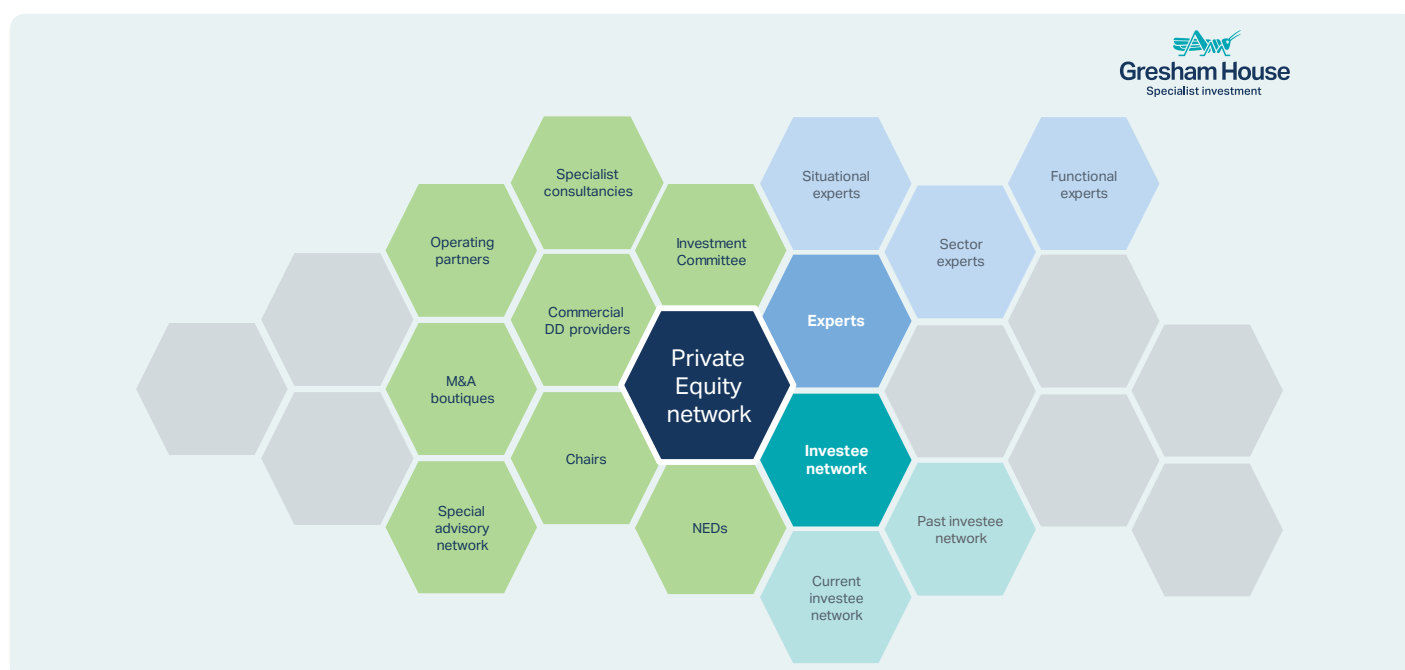 Gresham House
Specialist investment
Specialist
consultancies
Situational
experts
Functional
experts
Operating
partners
Investment
Committee
Sector
experts
Commercial
DD providers
Experts
Private
Equity
network
M&A
boutiques
Chairs
Investee
network
Special
advisory
network
NEDs
Past investee
network
Current
investee
network